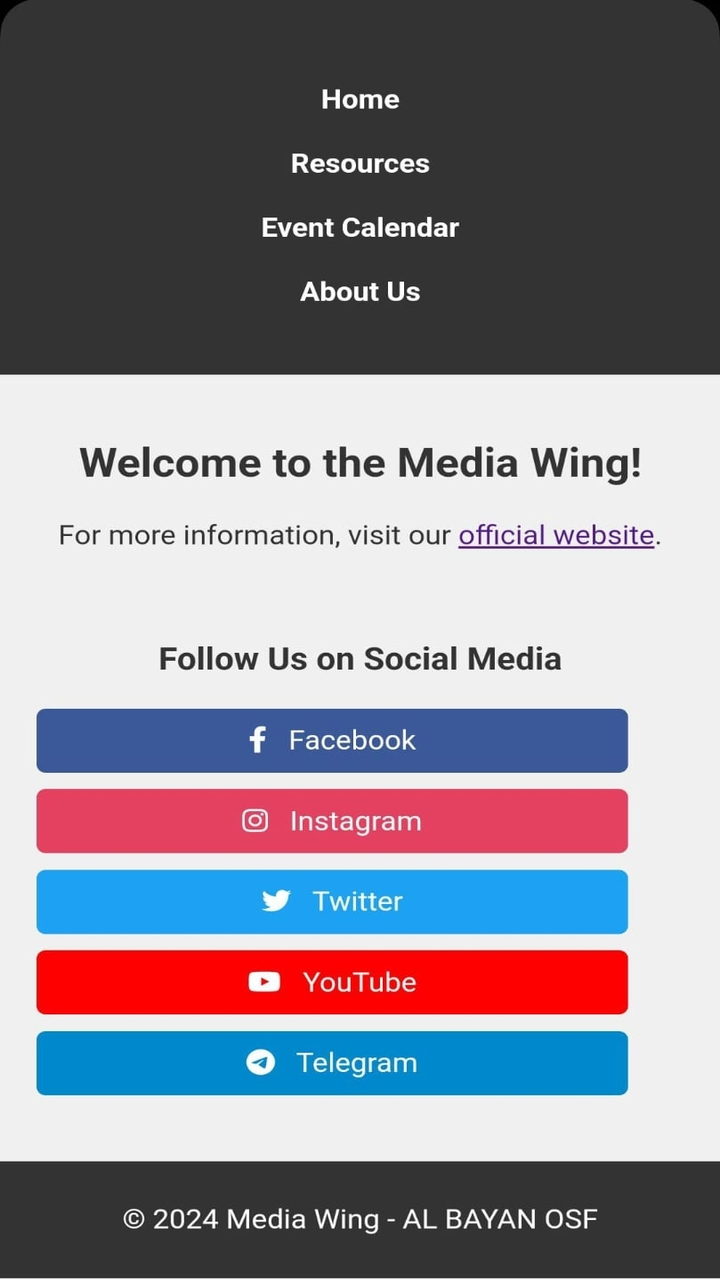 Home
Resources
Event Calendar
About Us
Welcome to the Media Wing!
For more information, visit our official website.
Follow Us on Social Media
Facebook
Instagram
Twitter
YouTube
Telegram
© 2024 Media Wing - AL BAYAN OSF